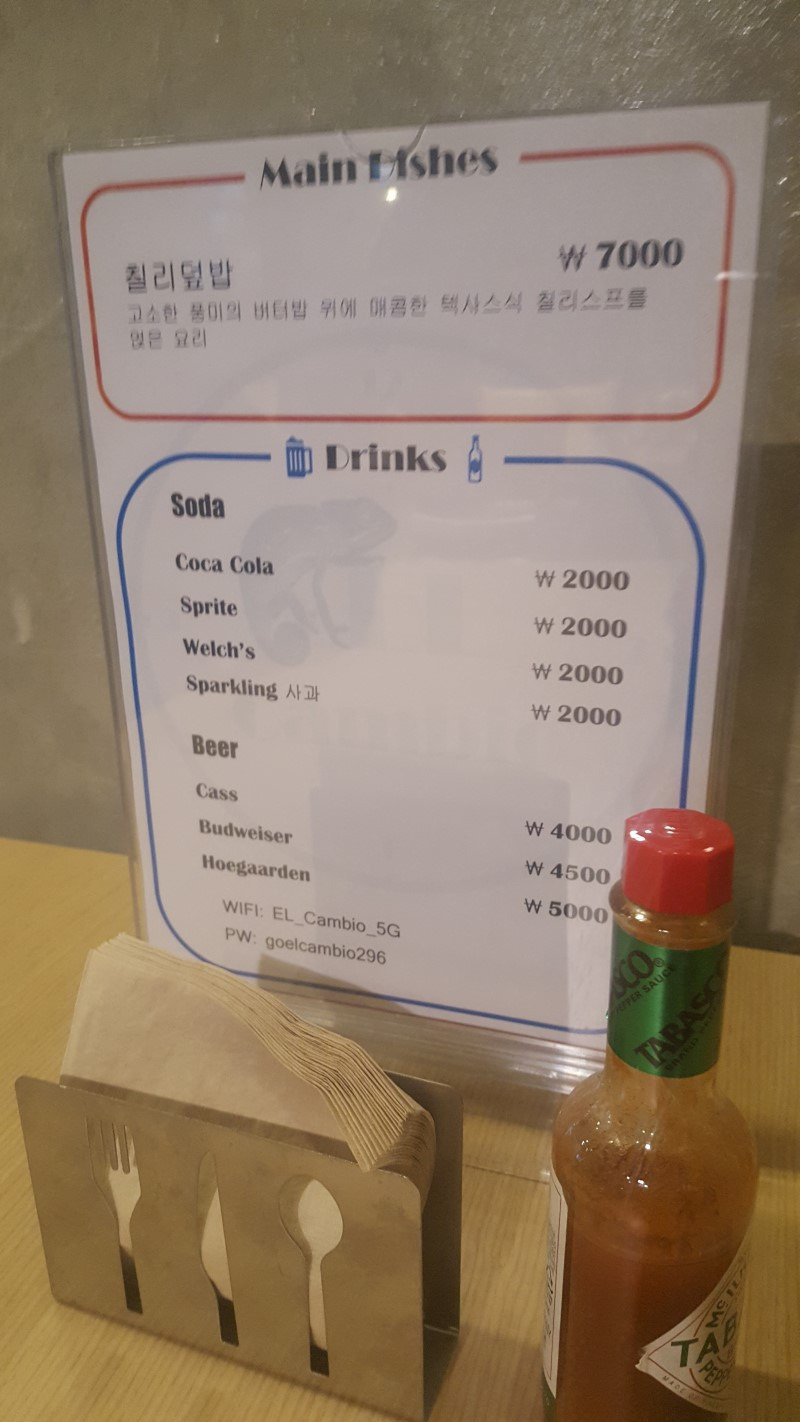 Main Dishes
칠리덮밥 ₩ 7000
고소한 풍미의 버터밥 위에 매콤한 텍사스식 칠리스프를
얹은 요리
Drinks
Soda
Coca Cola ₩ 2000
Sprite ₩ 2000
Welch's ₩ 2000
Sparkling 사과 ₩ 2000
Beer
Cass ₩ 4000
Budweiser ₩ 4500
Hoegaarden ₩ 5000
WIFI: EL_Cambio_5G
PW: goelcambio296
TABASCO